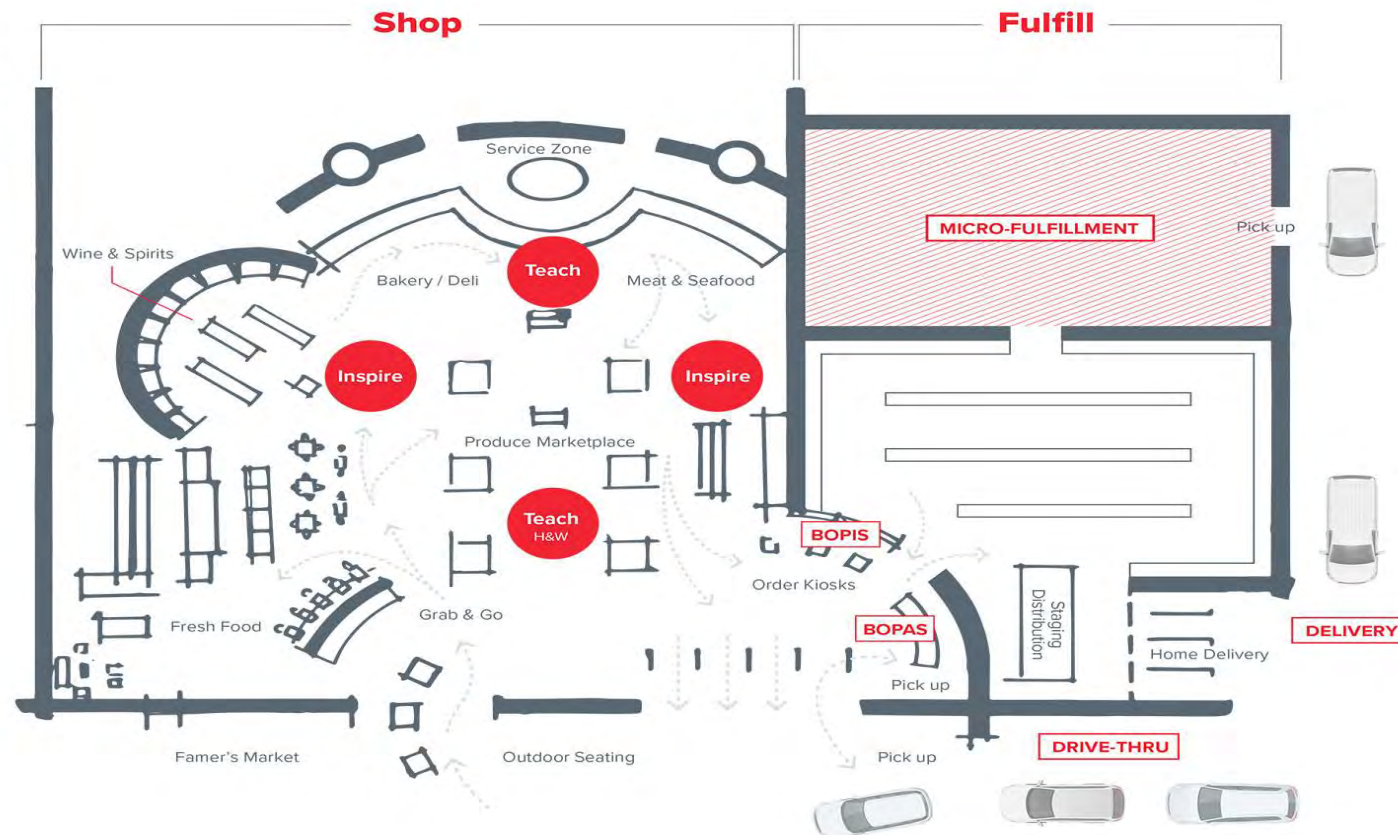 Shop
Fulfill
Service Zone
MICRO-FULFILLMENT
Pick up
Wine & Spirits
Bakery / Deli
Teach
Meat & Seafood
Inspire
Inspire
Produce Marketplace
Teach
H&W
BOPIS
Order Kiosks
Grab & Go
Fresh Food
BOPAS
Staging
Distribution
DELIVERY
Home Delivery
Pick up
Famer's Market
Outdoor Seating
Pick up
DRIVE-THRU